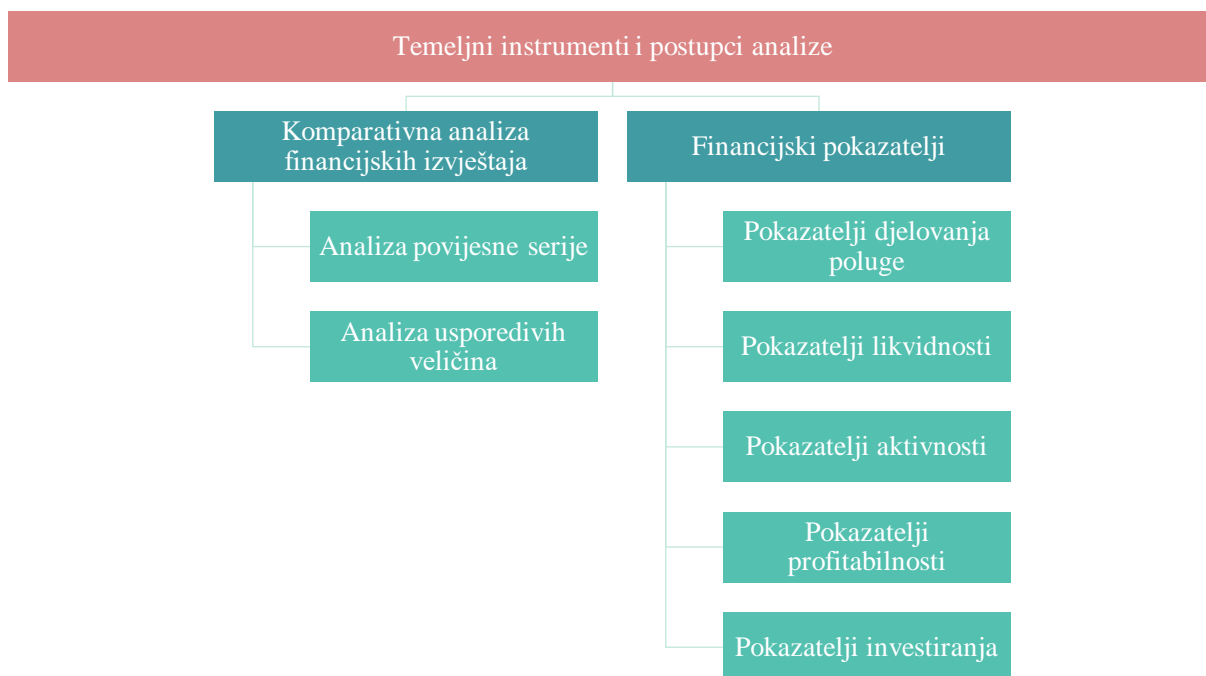 Temeljni instrumenti i postupci analize
Komparativna analiza
financijskih izvještaja
Analiza povijesne serije
Analiza usporedivih
veličina
Financijski pokazatelji
Pokazatelji djelovanja
poluge
Pokazatelji likvidnosti
Pokazatelji aktivnosti
Pokazatelji
profitabilnosti
Pokazatelji investiranja